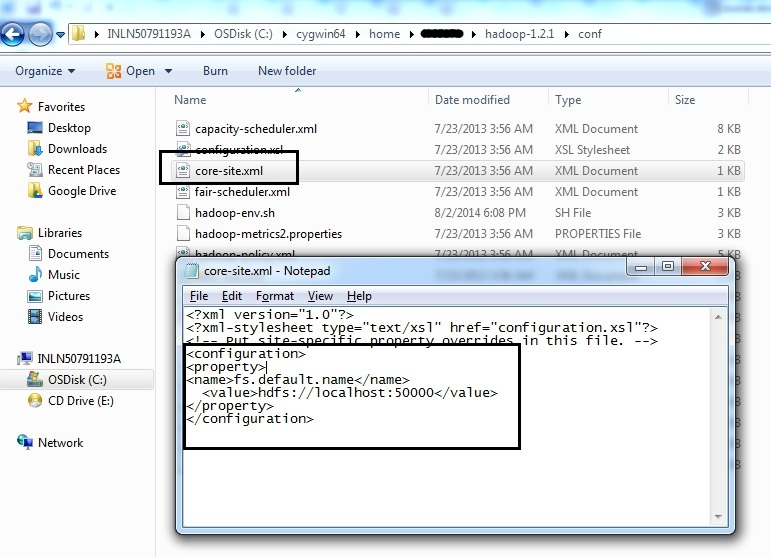 INLN50791193A OSDisk (C:) cygwin64 home hadoop-1.2.1 conf
Organize Open Burn New folder
Favorites
Desktop
Downloads
Recent Places
Google Drive
Libraries
Documents
Music
Pictures
Videos
INLN50791193A
OSDisk (C:)
CD Drive (E:)
Network
Name Date modified Type Size
capacity-scheduler.xml 7/23/2013 3:56 AM XML Document 8 KB
configuration.xsl 7/23/2013 3:56 AM XSL Stylesheet 2 KB
core-site.xml 7/23/2013 3:56 AM XML Document 1 KB
fair-scheduler.xml 7/23/2013 3:56 AM XML Document 1 KB
hadoop-env.sh 8/2/2014 6:08 PM SH File 3 KB
hadoop-metrics2.properties 7/23/2013 3:56 AM PROPERTIES File 3 KB
hadoop-policy.xml 7/23/2013 3:56 AM XML Document 5 KB
core-site.xml - Notepad
File Edit Format View Help
<?xml version="1.0"?>
<?xml-stylesheet type="text/xsl" href="configuration.xsl"?>
<!-- Put site-specific property overrides in this file. -->
<configuration>
<property>
<name>fs.default.name</name>
<value>hdfs://localhost:50000</value>
</property>
</configuration>